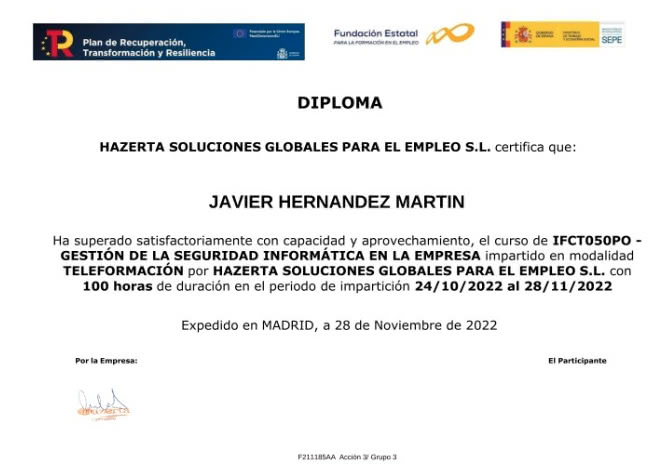 Plan de Recuperación,
Transformación y Resiliencia
Financiado por la Unión Europea
NextGenerationEU
Fundación Estatal
PARA LA FORMACIÓN EN EL EMPLEO
GOBIERNO
DE ESPAÑA
MINISTERIO
DE TRABAJO
Y ECONOMÍA SOCIAL
SEPE
DIPLOMA
HAZERTA SOLUCIONES GLOBALES PARA EL EMPLEO S.L. certifica que:
JAVIER HERNANDEZ MARTIN
Ha superado satisfactoriamente con capacidad y aprovechamiento, el curso de IFCT050PO -
GESTIÓN DE LA SEGURIDAD INFORMÁTICA EN LA EMPRESA impartido en modalidad
TELEFORMACIÓN por HAZERTA SOLUCIONES GLOBALES PARA EL EMPLEO S.L. con
100 horas de duración en el periodo de impartición 24/10/2022 al 28/11/2022
Expedido en MADRID, a 28 de Noviembre de 2022
Por la Empresa:
El Participante
F211185AA Acción 3/ Grupo 3